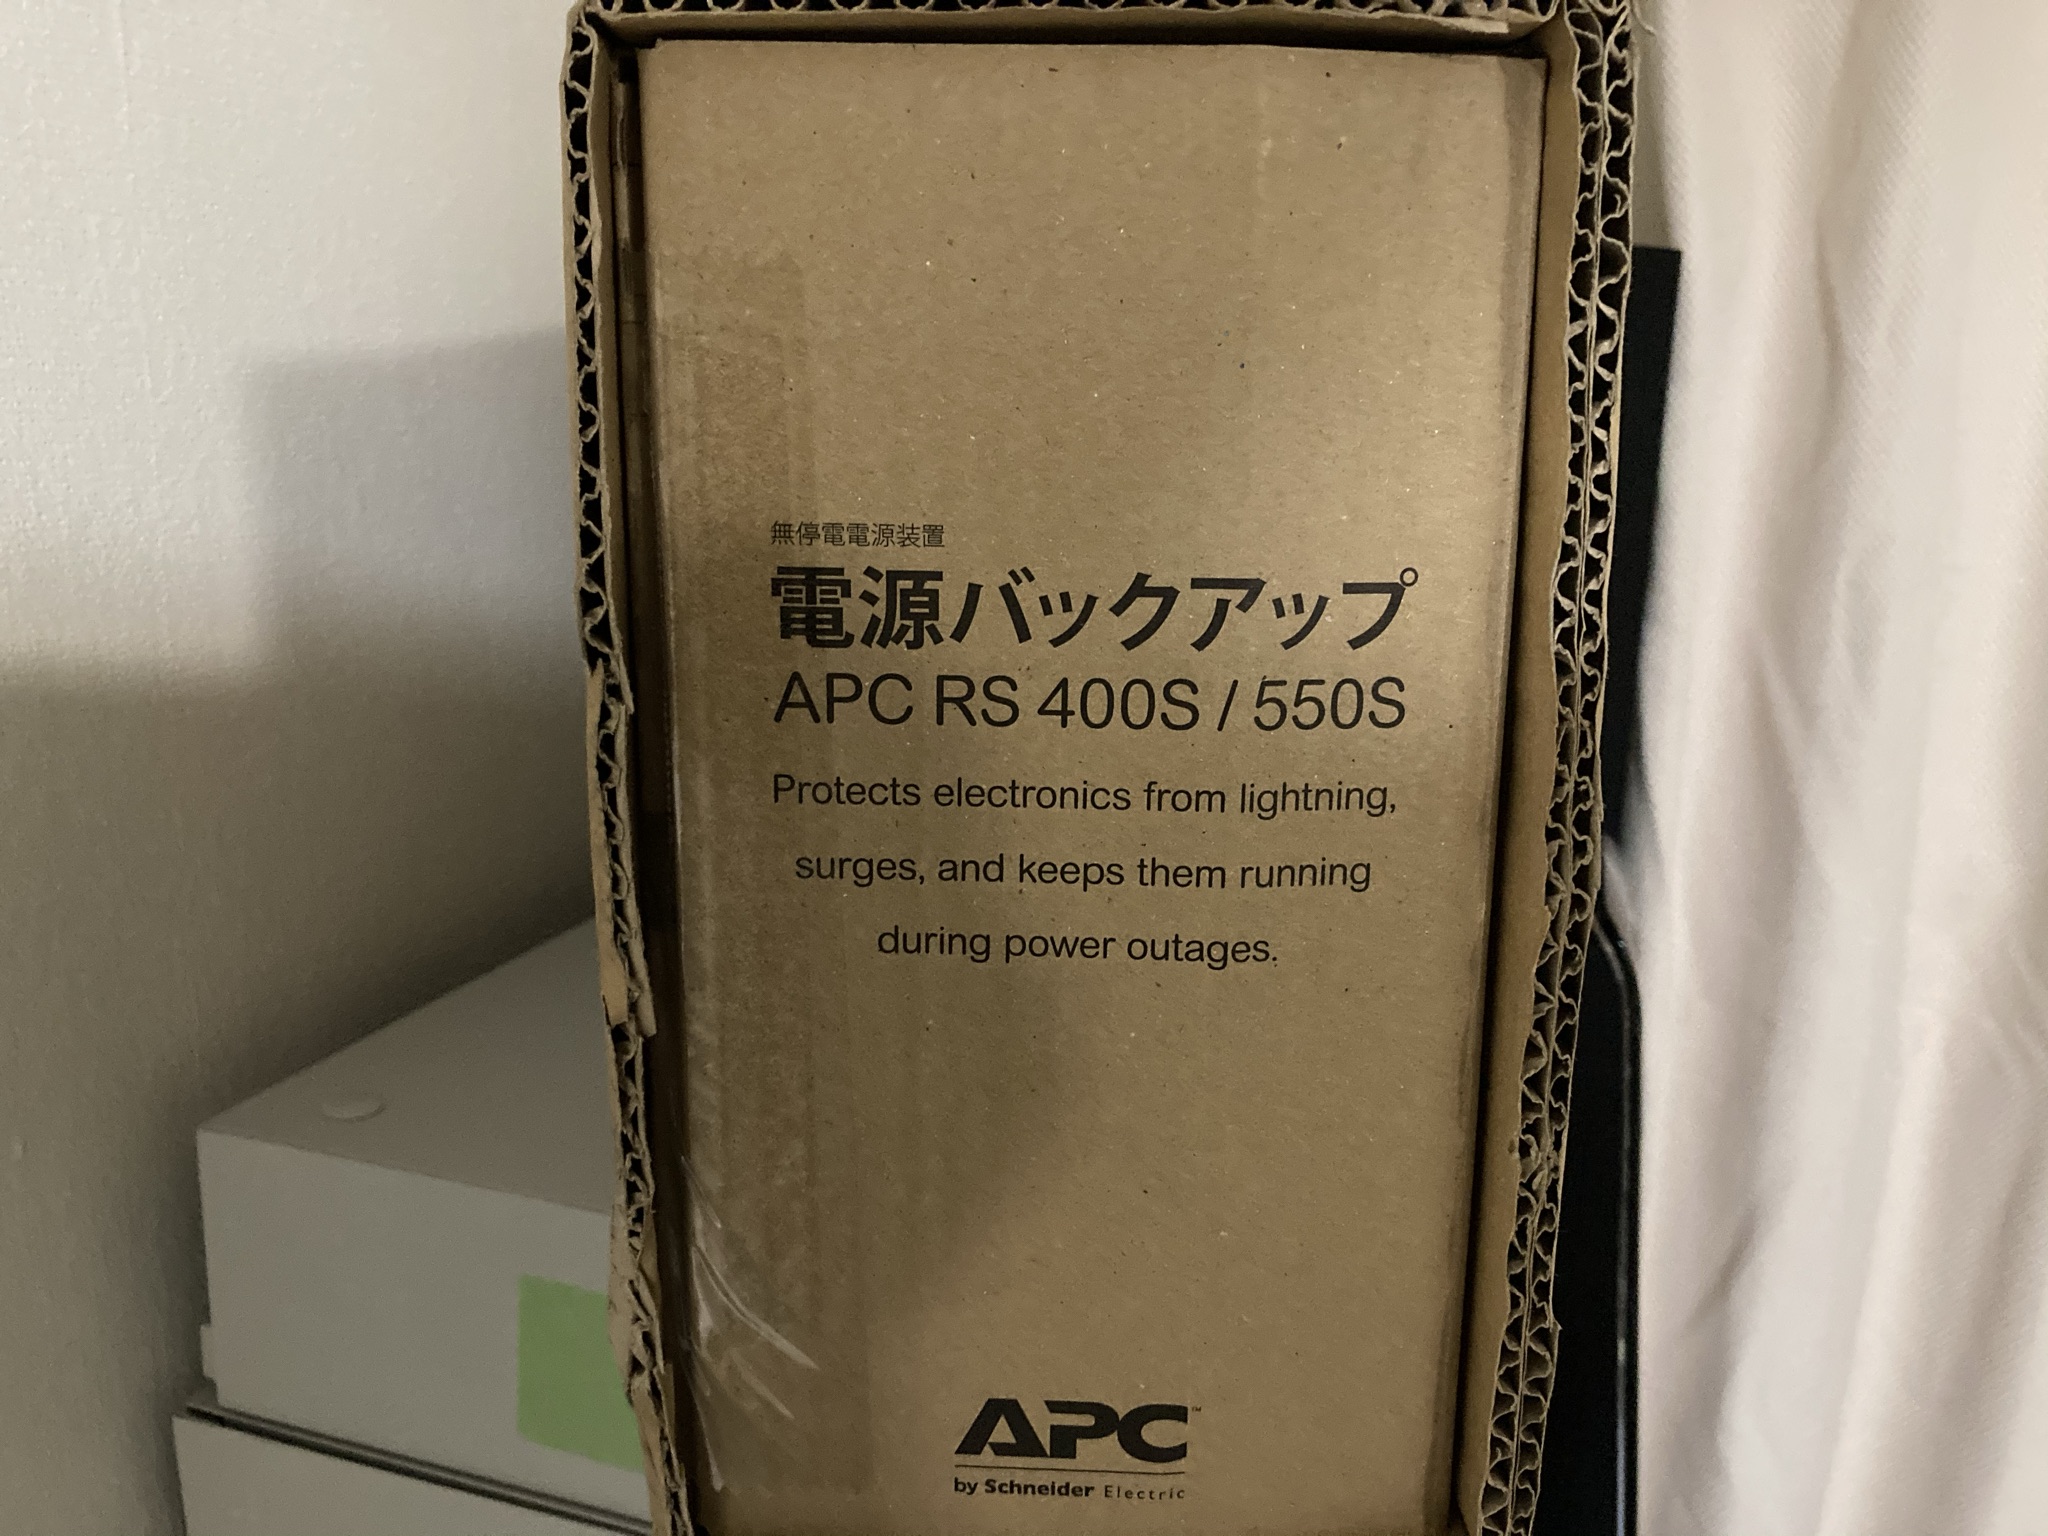 無停電電源装置
電源バックアップ
APC RS 400S / 550S
Protects electronics from lightning,
surges, and keeps them running
during power outages.
APC™
by Schneider Electric